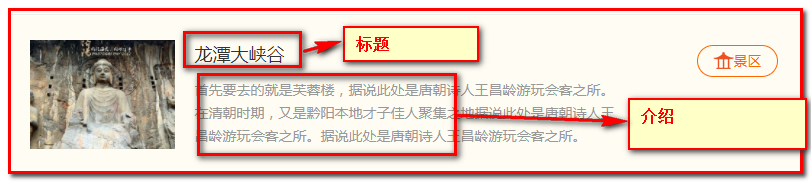 龙潭大峡谷
标题
景区
首先要去的就是芙蓉楼，据说此处是唐朝诗人王昌龄游玩会客之所。
在清朝时期，又是黔阳本地才子佳人聚集之地据说此处是唐朝诗人王
昌龄游玩会客之所。据说此处是唐朝诗人王昌龄游玩会客之所。
介绍